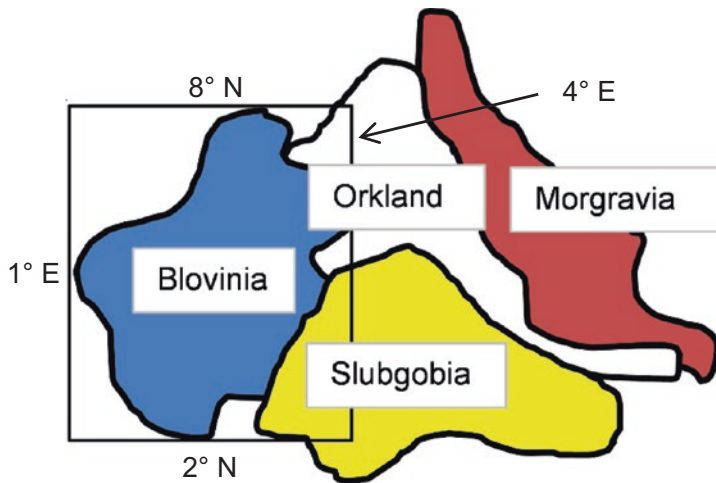 8° N
4° E
Orkland
Morgravia
1° E
Blovinia
Slubgobia
2° N